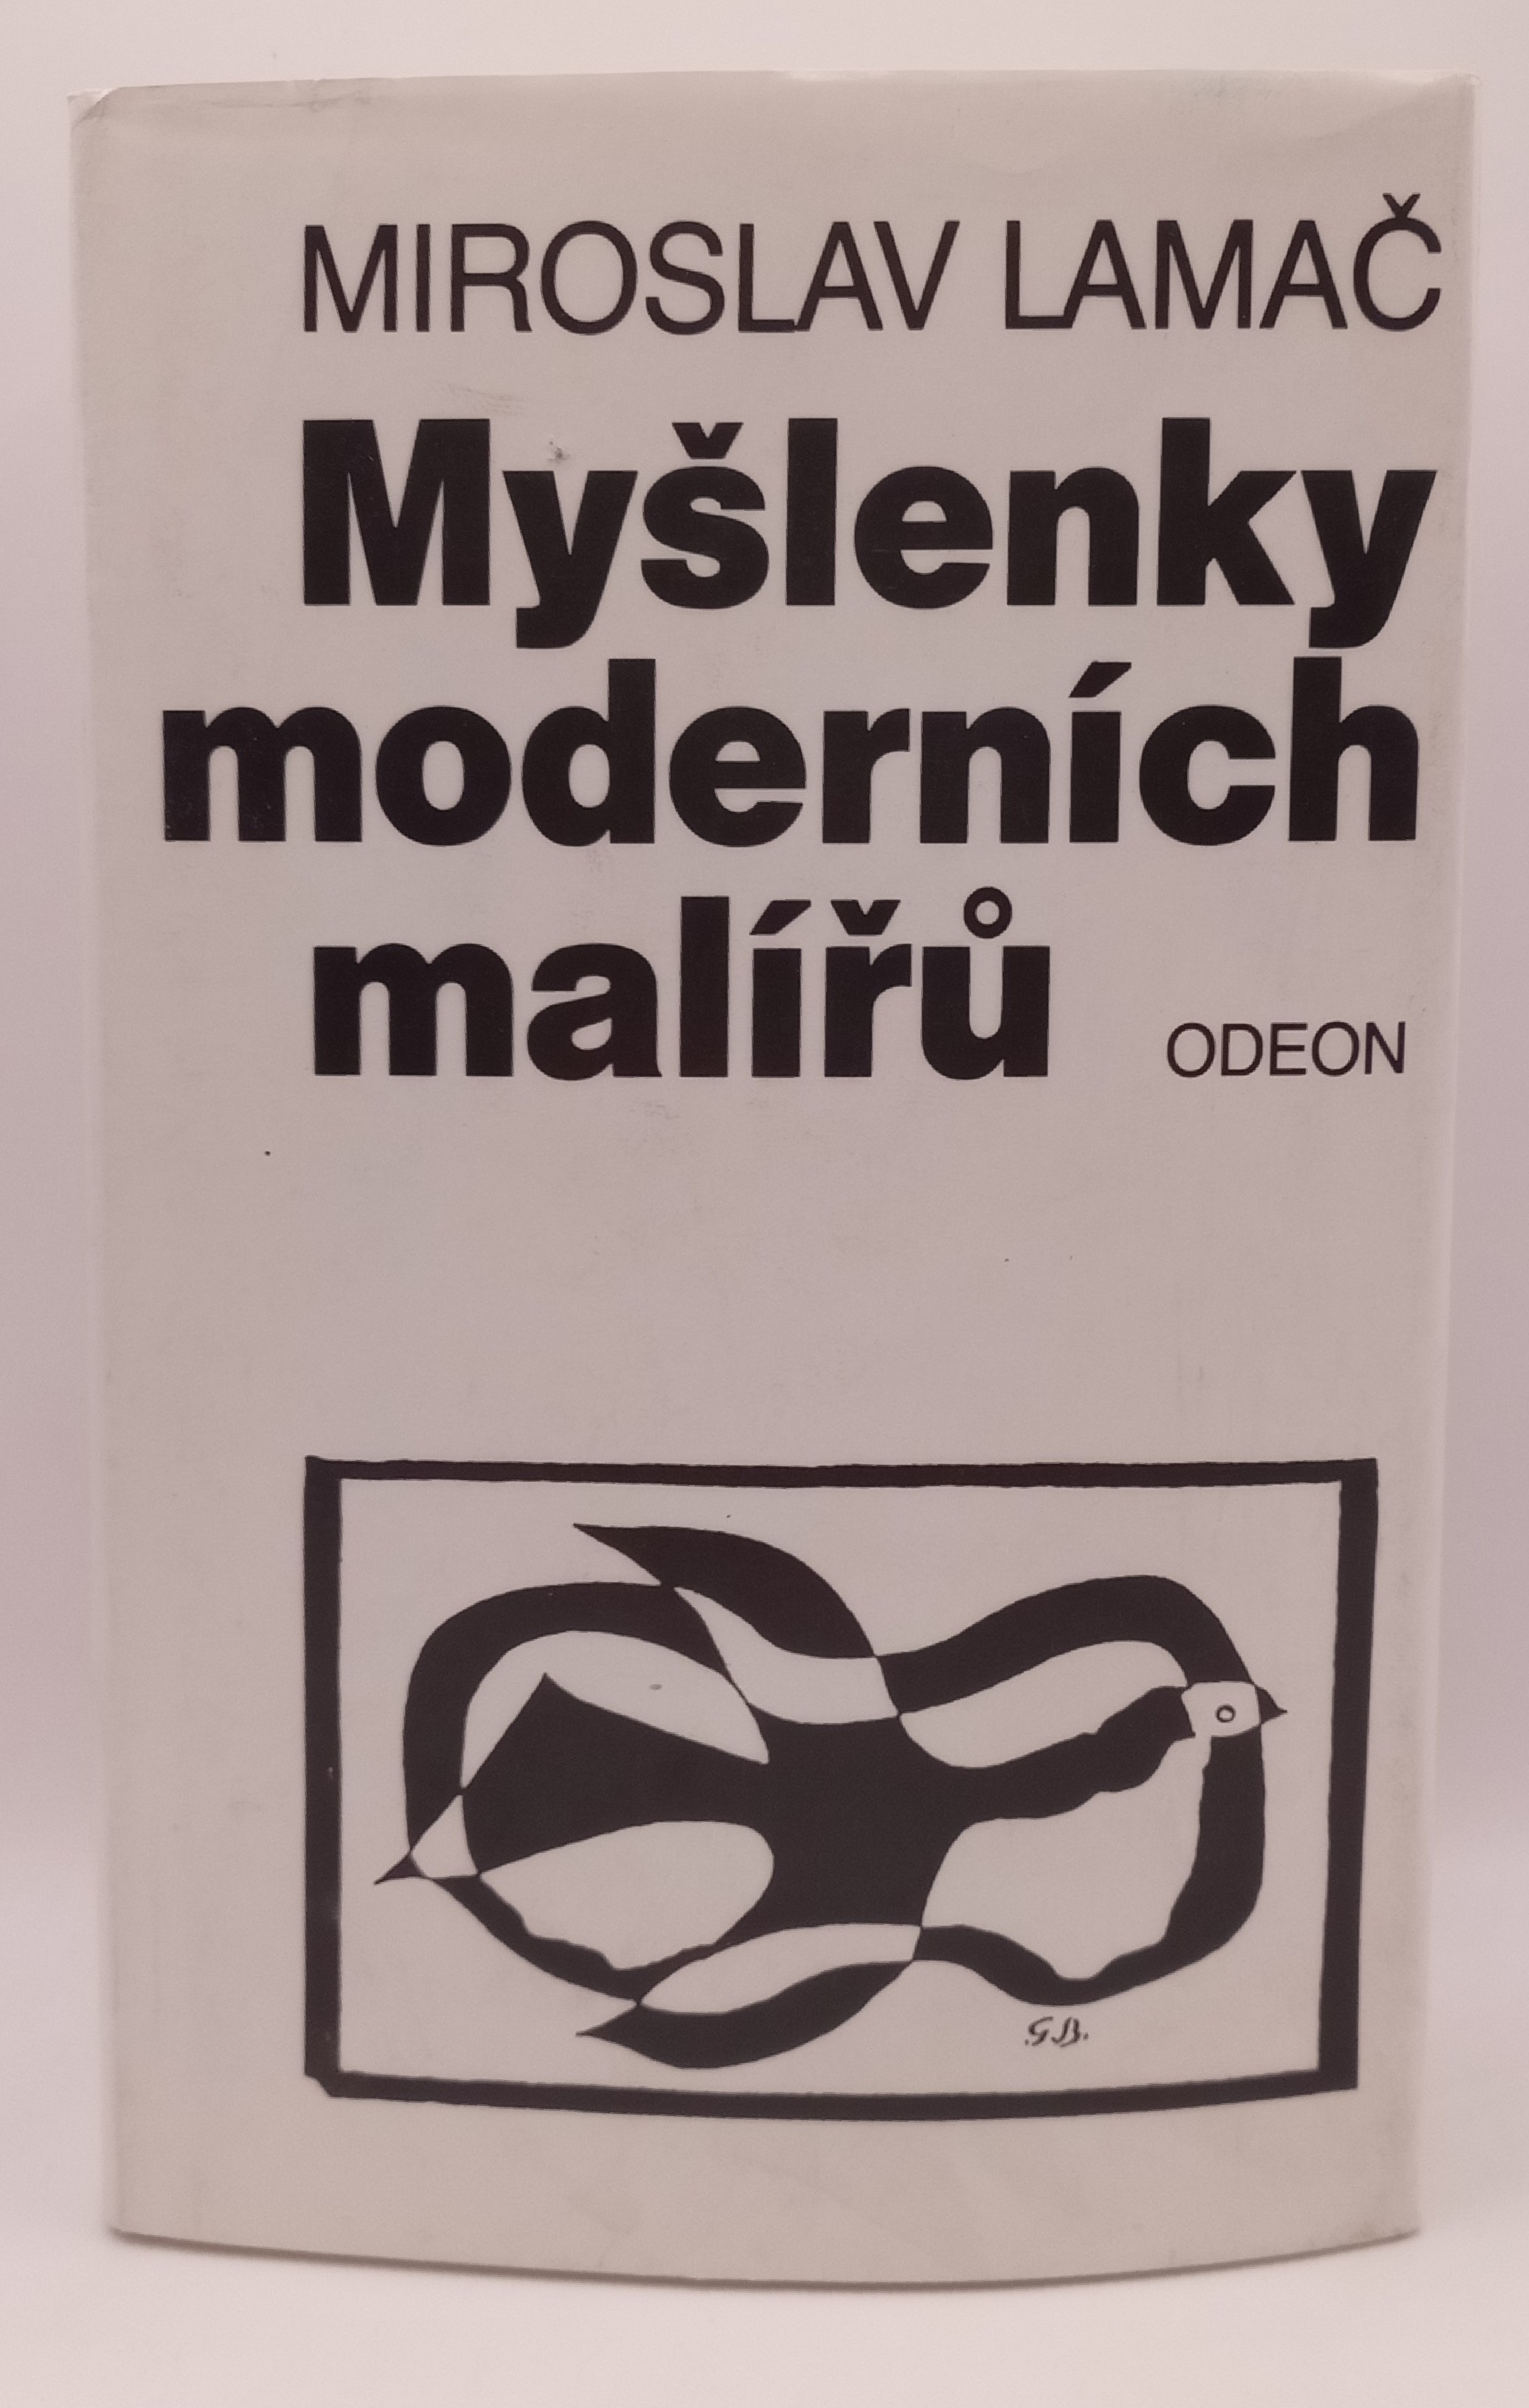 MIROSLAV LAMAČ
Myšlenky
moderních
malířů
ODEON
G.B.